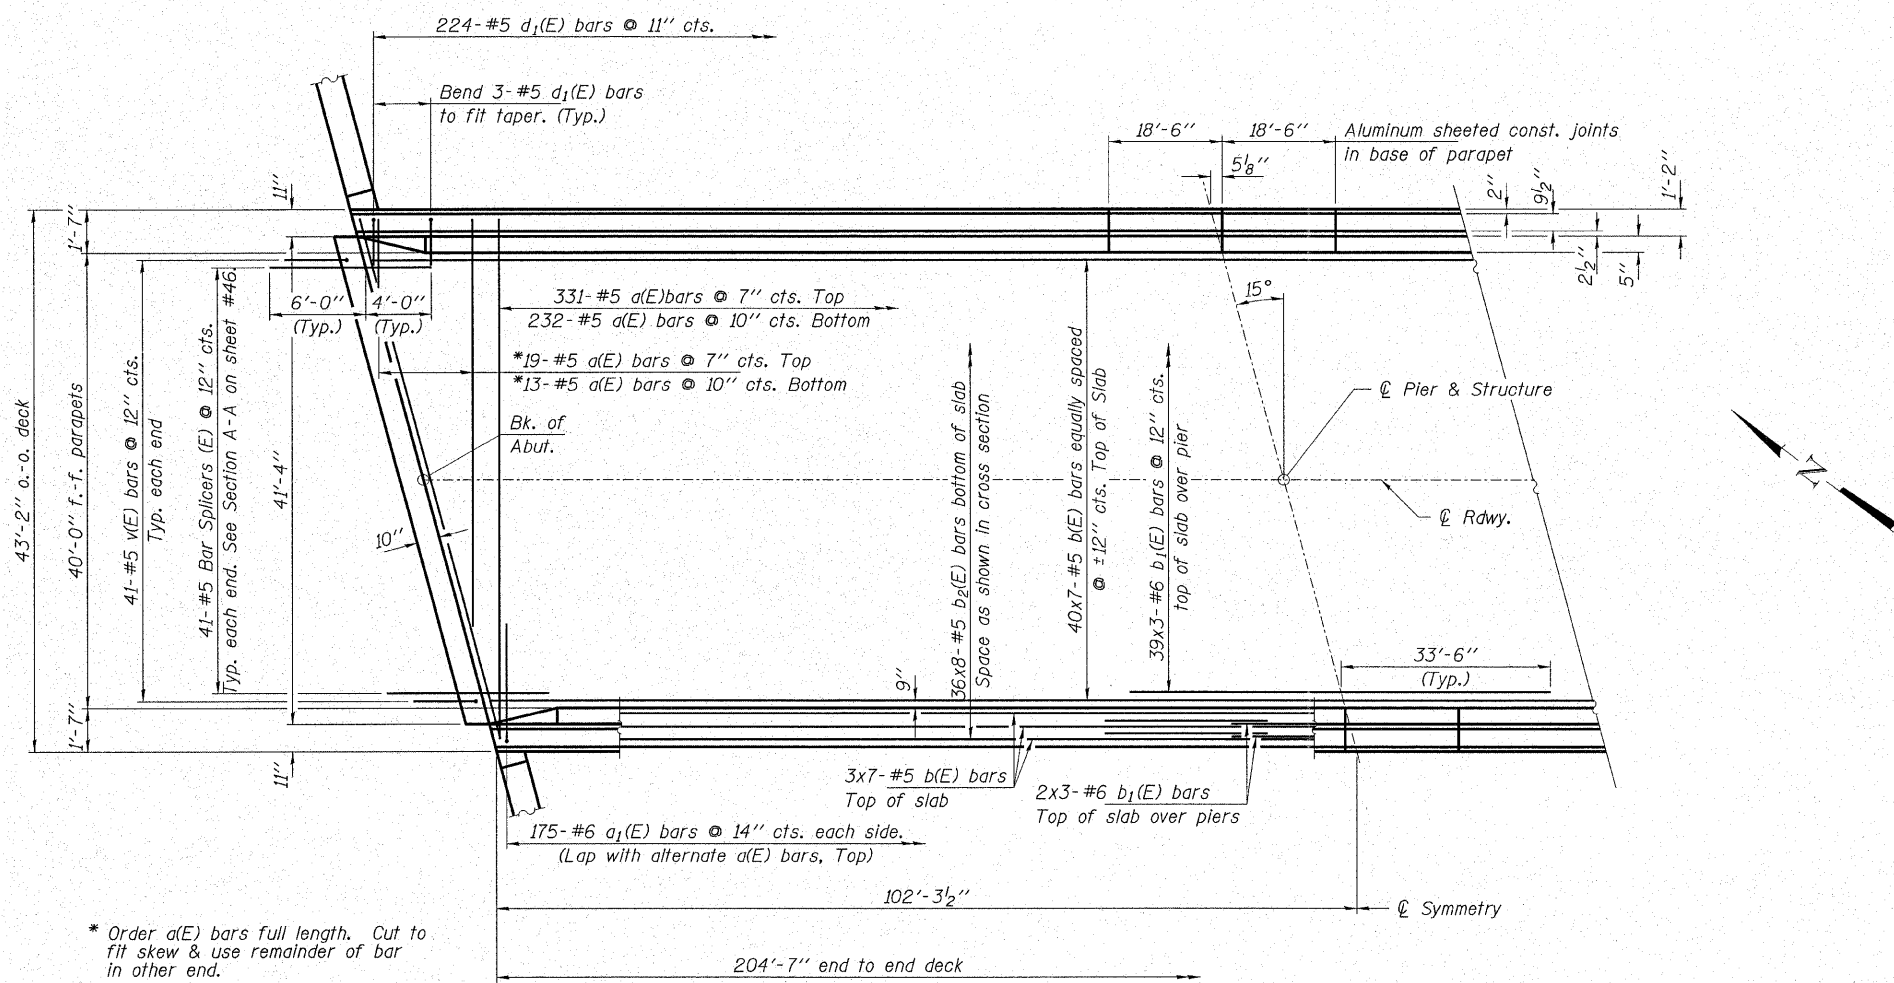 224-#5 d₁(E) bars @ 11" cts.
Bend 3-#5 d₁(E) bars
to fit taper. (Typ.)
18'-6"
18'-6"
Aluminum sheeted const. joints
in base of parapet
5⅛"
2"
9½"
1'-2"
2½"
5"
11"
1'-7"
6'-0"
(Typ.)
4'-0"
(Typ.)
331-#5 a(E)bars @ 7" cts. Top
232-#5 a(E) bars @ 10" cts. Bottom
*19-#5 a(E) bars @ 7" cts. Top
*13-#5 a(E) bars @ 10" cts. Bottom
15°
℄ Pier & Structure
Bk. of
Abut.
℄ Rdwy.
N
10"
43'-2" o.-o. deck
40'-0" f.-f. parapets
41-#5 v(E) bars @ 12" cts.
Typ. each end
41-#5 Bar Splicers (E) @ 12" cts.
Typ. each end. See Section A-A on sheet #46.
41'-4"
36x8-#5 b₂(E) bars bottom of slab
Space as shown in cross section
40x7-#5 b(E) bars equally spaced
@ ±12" cts. Top of Slab
39x3-#6 b₁(E) bars @ 12" cts.
top of slab over pier
33'-6"
(Typ.)
9"
1'-7"
11"
3x7-#5 b(E) bars
Top of slab
2x3-#6 b₁(E) bars
Top of slab over piers
175-#6 a₁(E) bars @ 14" cts. each side.
(Lap with alternate a(E) bars, Top)
102'-3½"
℄ Symmetry
204'-7" end to end deck
* Order a(E) bars full length. Cut to
fit skew & use remainder of bar
in other end.